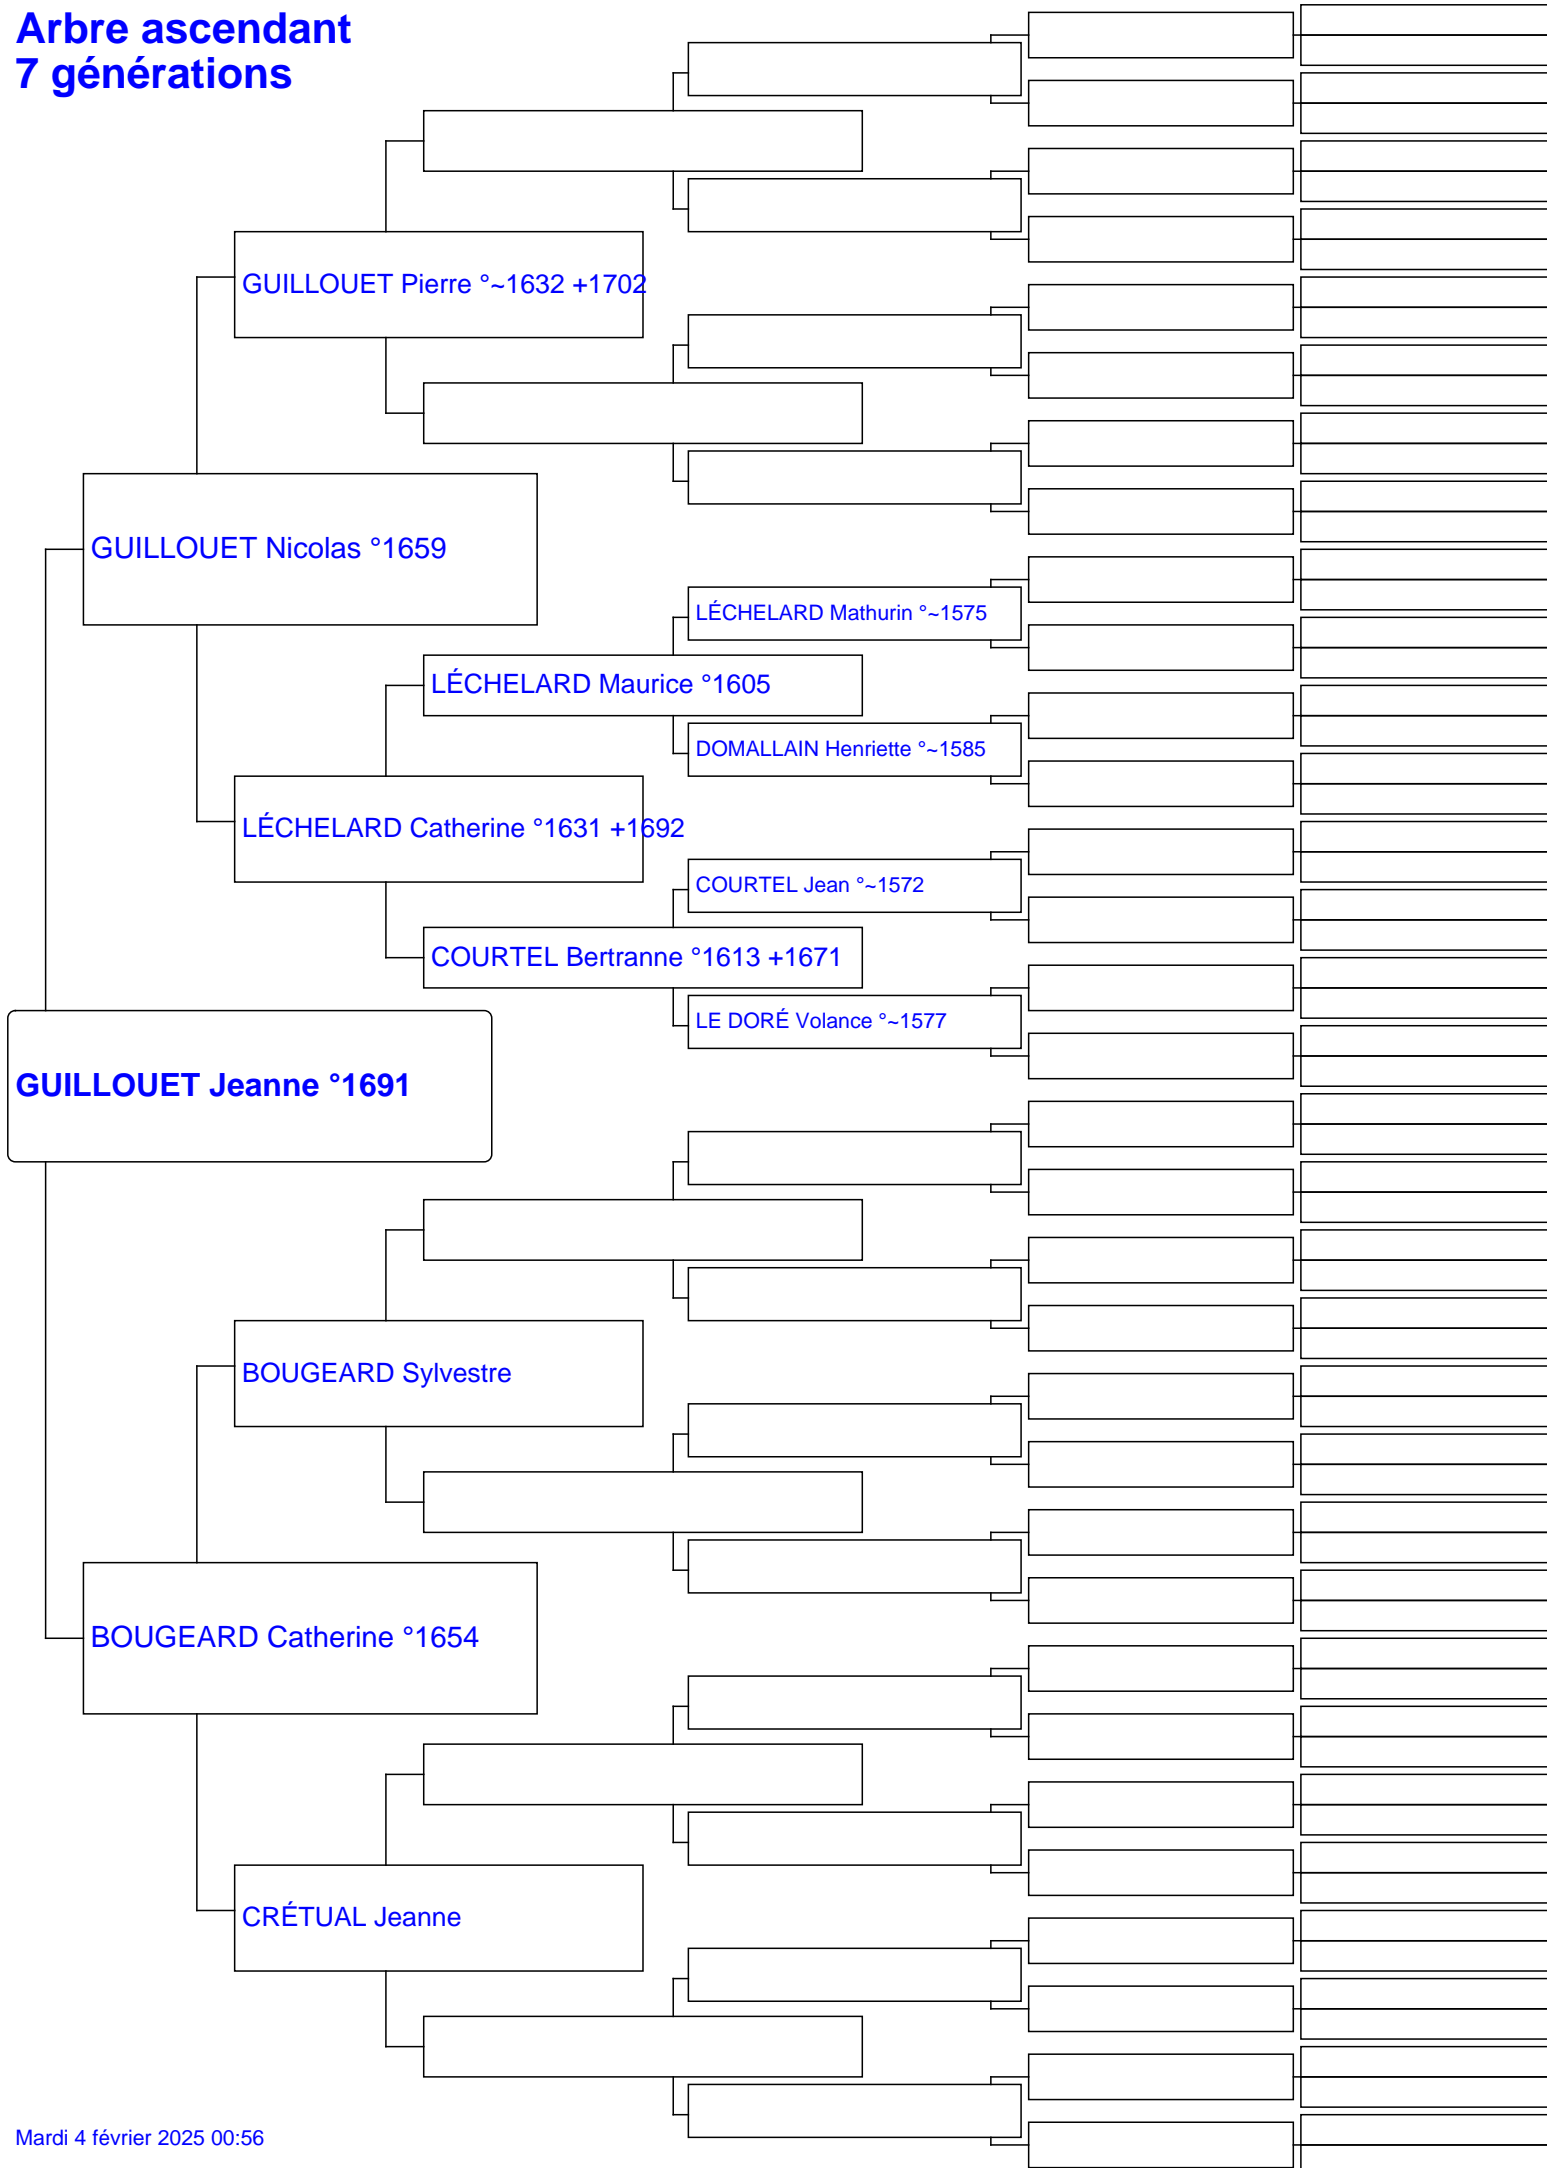 Arbre ascendant
7 générations
GUILLOUET Pierre °~1632 +1702
GUILLOUET Nicolas °1659
LÉCHELARD Mathurin °~1575
LÉCHELARD Maurice °1605
DOMALLAIN Henriette °~1585
LÉCHELARD Catherine °1631 +1692
COURTEL Jean °~1572
COURTEL Bertranne °1613 +1671
LE DORÉ Volance °~1577
GUILLOUET Jeanne °1691
BOUGEARD Sylvestre
BOUGEARD Catherine °1654
CRÉTUAL Jeanne
Mardi 4 février 2025 00:56